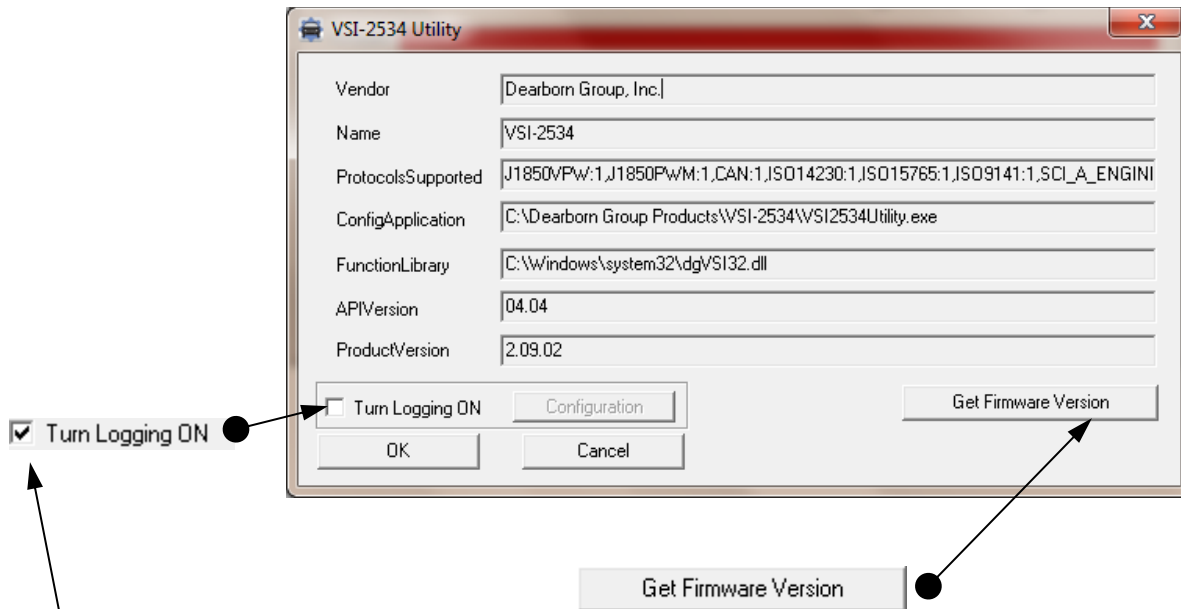 VSI-2534 Utility
Vendor Dearborn Group, Inc.
Name VSI-2534
ProtocolsSupported J1850VPW:1,J1850PWM:1,CAN:1,ISO14230:1,ISO15765:1,ISO9141:1,SCI_A_ENGINI
ConfigApplication C:\Dearborn Group Products\VSI-2534\VSI2534Utility.exe
FunctionLibrary C:\Windows\system32\dgVSI32.dll
APIVersion 04.04
ProductVersion 2.09.02
Turn Logging ON Configuration Get Firmware Version
Turn Logging ON
OK Cancel
Get Firmware Version